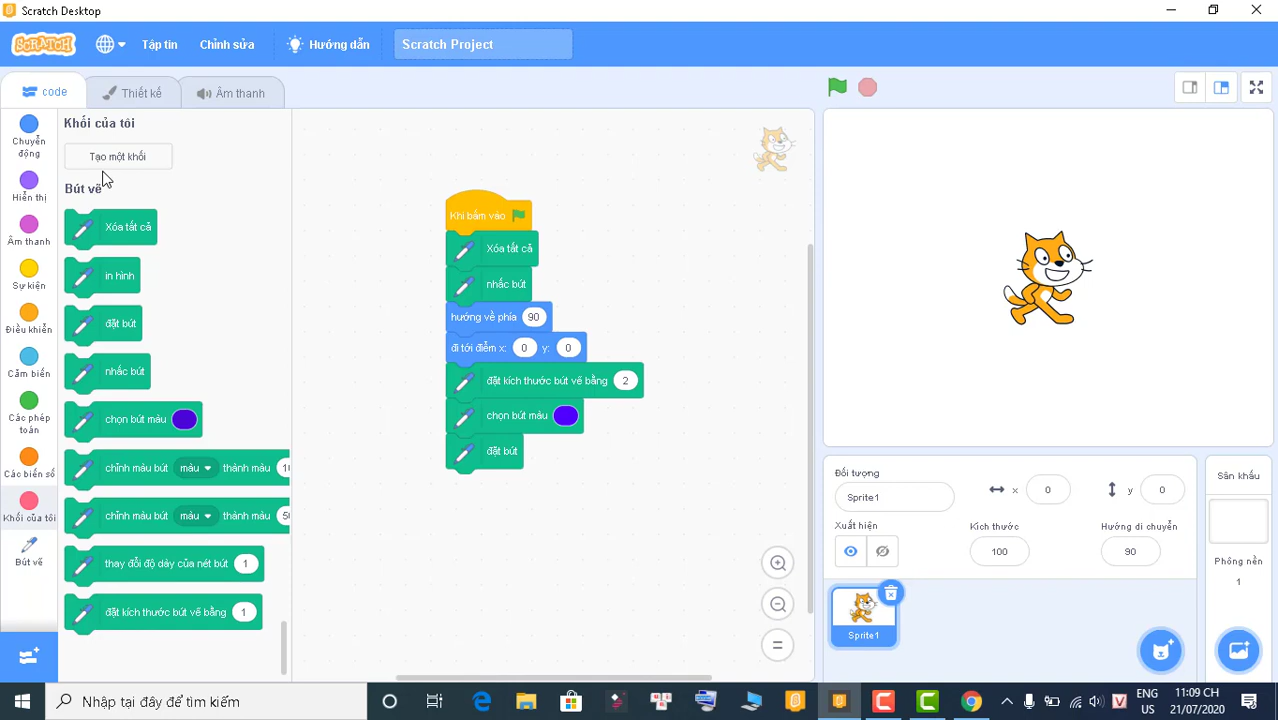 Scratch Desktop
SCRATCH
Tập tin
Chỉnh sửa
Hướng dẫn
Scratch Project
code
Thiết kế
Âm thanh
Chuyển động
Hiển thị
Âm thanh
Sự kiện
Điều khiển
Cảm biến
Các phép toán
Các biến số
Khối của tôi
Bút vẽ
Khối của tôi
Tạo một khối
Bút vẽ
Xóa tất cả
in hình
đặt bút
nhấc bút
chọn bút màu
chỉnh màu bút màu thành màu
chỉnh màu bút màu thành màu
thay đổi độ dày của nét bút 1
đặt kích thước bút vẽ bằng 1
Khi bấm vào
Xóa tất cả
nhấc bút
hướng về phía 90
đi tới điểm x: 0 y: 0
đặt kích thước bút vẽ bằng 2
chọn bút màu
đặt bút
Đối tượng
Sprite1
x 0
y 0
Xuất hiện
Kích thước
100
Hướng di chuyển
90
Sprite1
Sân khấu
Phông nền
1
Nhập tại đây để tìm kiếm
V
ENG
11:09 CH
21/07/2020